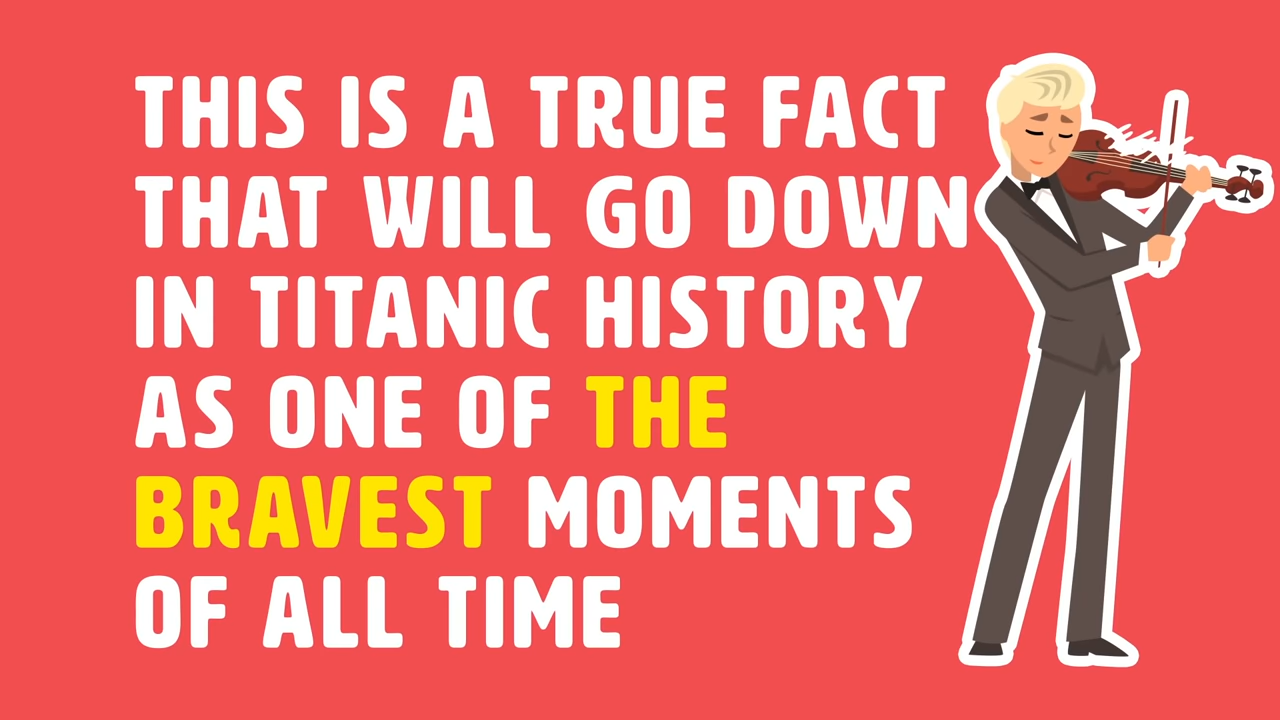 THIS IS A TRUE FACT
THAT WILL GO DOWN
IN TITANIC HISTORY
AS ONE OF THE
BRAVEST MOMENTS
OF ALL TIME